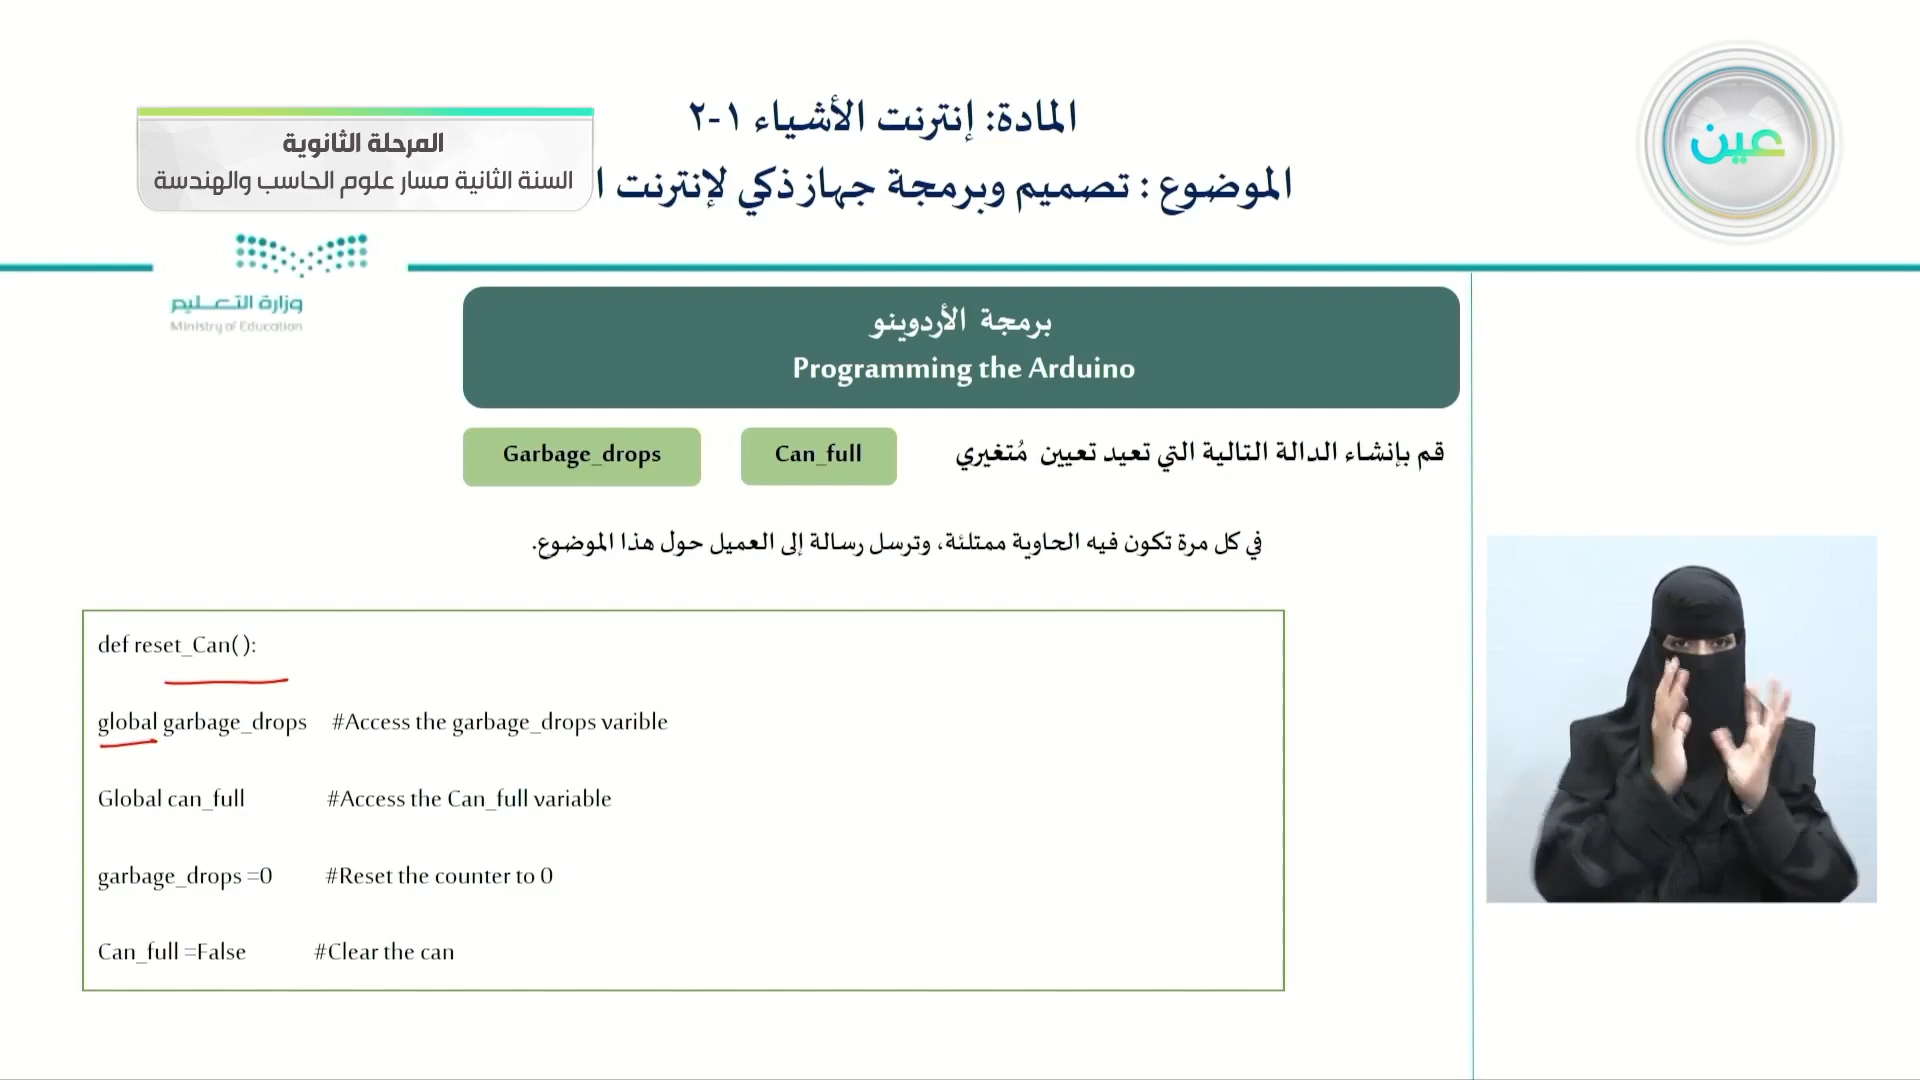 المادة: إنترنت الأشياء ١-٢
المرحلة الثانوية
السنة الثانية مسار علوم الحاسب والهندسة
الموضوع : تصميم وبرمجة جهاز ذكي لإنترنت ا
عين
وزارة التعليم
Ministry of Education
برمجة الأردوينو
Programming the Arduino
قم بإنشاء الدالة التالية التي تعيد تعيين مُتغيري Can_full Garbage_drops
في كل مرة تكون فيه الحاوية ممتلئة، وترسل رسالة إلى العميل حول هذا الموضوع.
def reset_Can( ):
global garbage_drops #Access the garbage_drops varible
Global can_full #Access the Can_full variable
garbage_drops =0 #Reset the counter to 0
Can_full =False #Clear the can